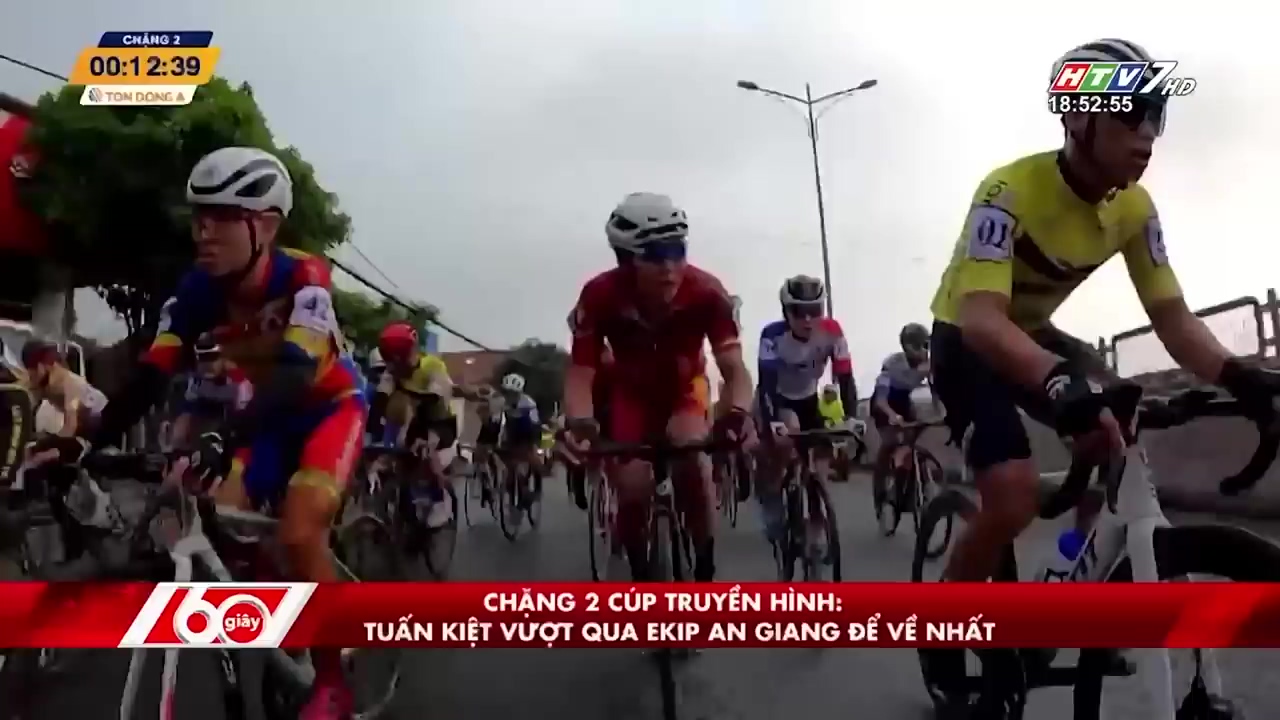 CHẶNG 2
00:12:39
TON DONG A
HTV7 HD
18:52:55
01
60 giây
CHẶNG 2 CÚP TRUYỀN HÌNH:
TUẤN KIỆT VƯỢT QUA EKIP AN GIANG ĐỂ VỀ NHẤT